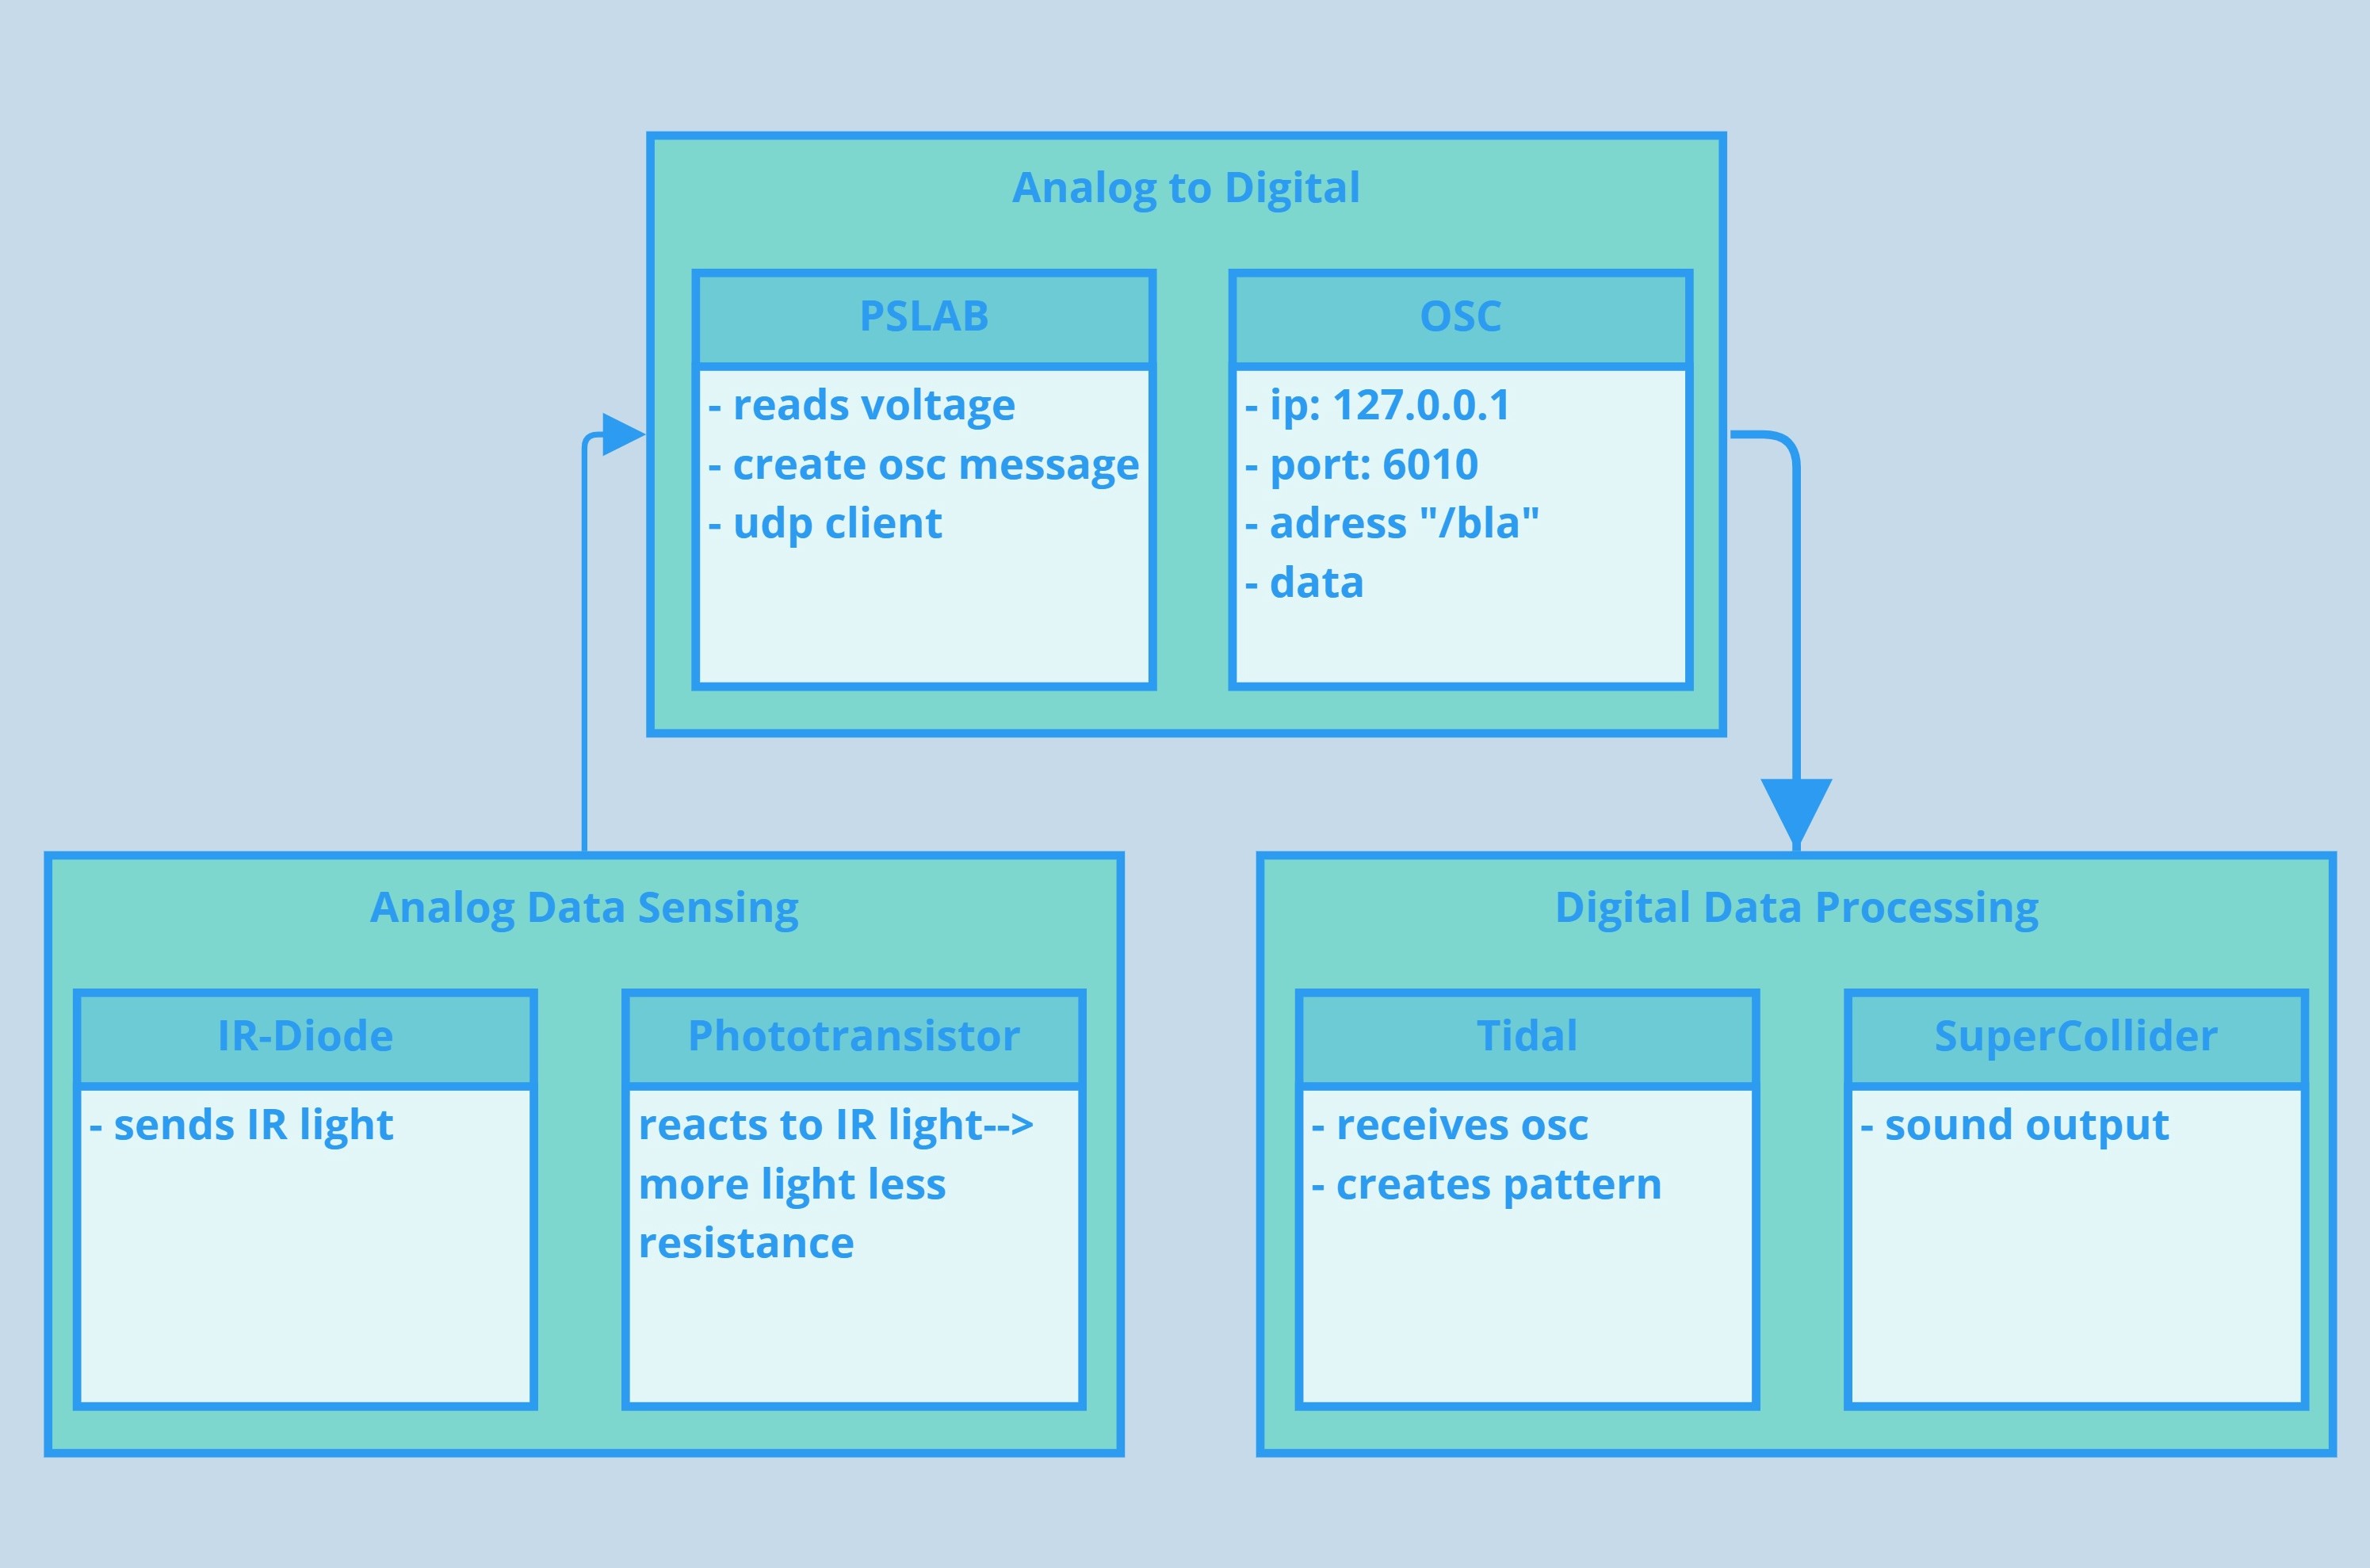 Analog to Digital
PSLAB
- reads voltage
- create osc message
- udp client
OSC
- ip: 127.0.0.1
- port: 6010
- adress "/bla"
- data
Analog Data Sensing
IR-Diode
- sends IR light
Phototransistor
reacts to IR light-->
more light less
resistance
Digital Data Processing
Tidal
- receives osc
- creates pattern
SuperCollider
- sound output